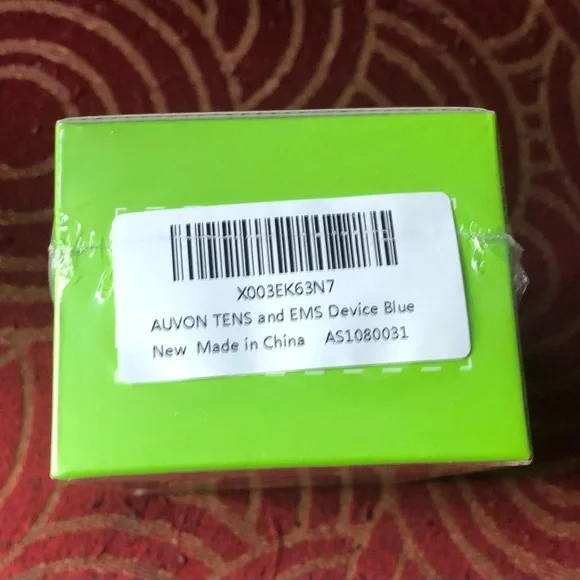 X003EK63N7
AUVON TENS and EMS Device Blue
New Made in China AS1080031